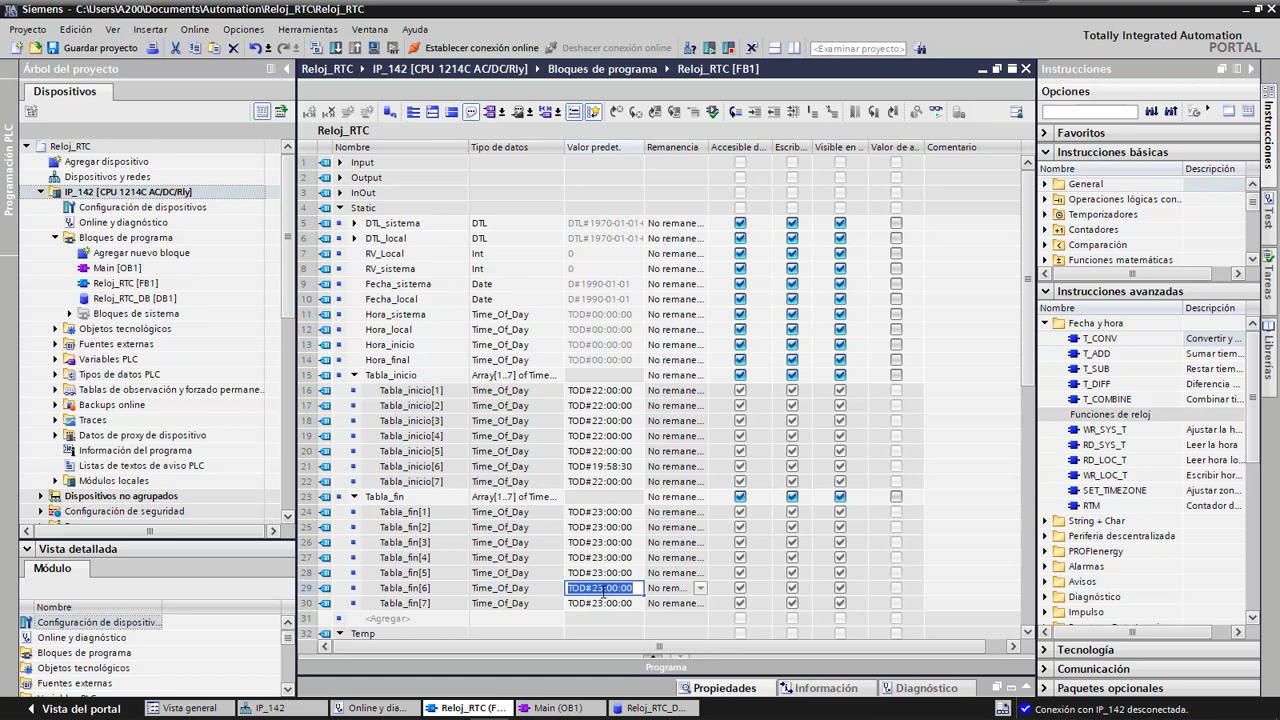 Siemens - C:\Users\A200\Documents\Automation\Reloj_RTC\Reloj_RTC
Proyecto Edición Ver Insertar Online Opciones Herramientas Ventana Ayuda
Totally Integrated Automation
PORTAL
Guardar proyecto Establecer conexión online Deshacer conexión online <Examinar proyecto>
Árbol del proyecto
Reloj_RTC IP_142 [CPU 1214C AC/DC/Rly] Bloques de programa Reloj_RTC [FB1]
Instrucciones
Dispositivos
Opciones
Programación PLC
Reloj_RTC
IP_142 [CPU 1214C AC/DC/Rly]
Agregar dispositivo
Dispositivos y redes
Configuración de dispositivos
Online y diagnóstico
Bloques de programa
Agregar nuevo bloque
Main [OB1]
Reloj_RTC [FB1]
Reloj_RTC_DB [DB1]
Bloques de sistema
Objetos tecnológicos
Fuentes externas
Variables PLC
Tipos de datos PLC
Tablas de observación y forzado permane...
Backups online
Traces
Datos de proxy de dispositivo
Información del programa
Listas de textos de aviso PLC
Módulos locales
Dispositivos no agrupados
Configuración de seguridad
Vista detallada
Módulo
Nombre
Configuración de dispositiv...
Online y diagnóstico
Bloques de programa
Objetos tecnológicos
Fuentes externas
Reloj_RTC
Nombre Tipo de datos Valor predet. Remanencia Accesible d... Escrib... Visible en .. Valor de a.. Comentario
1 Input
2 Output
3 InOut
4 Static
5 DTL_sistema DTL DTL#1970-01-01-( No remane...
6 DTL_local DTL DTL#1970-01-01-( No remane...
7 RV_Local Int 0 No remane...
8 RV_sistema Int 0 No remane...
9 Fecha_sistema Date D#1990-01-01 No remane...
10 Fecha_local Date D#1990-01-01 No remane...
11 Hora_sistema Time_Of_Day TOD#00:00:00 No remane...
12 Hora_local Time_Of_Day TOD#00:00:00 No remane...
13 Hora_inicio Time_Of_Day TOD#00:00:00 No remane...
14 Hora_final Time_Of_Day TOD#00:00:00 No remane...
15 Tabla_inicio Array[1..7] of Time... No remane...
16 Tabla_inicio[1] Time_Of_Day TOD#22:00:00 No remane...
17 Tabla_inicio[2] Time_Of_Day TOD#22:00:00 No remane...
18 Tabla_inicio[3] Time_Of_Day TOD#22:00:00 No remane...
19 Tabla_inicio[4] Time_Of_Day TOD#22:00:00 No remane...
20 Tabla_inicio[5] Time_Of_Day TOD#22:00:00 No remane...
21 Tabla_inicio[6] Time_Of_Day TOD#19:58:30 No remane...
22 Tabla_inicio[7] Time_Of_Day TOD#22:00:00 No remane...
23 Tabla_fin Array[1..7] of Time... No remane...
24 Tabla_fin[1] Time_Of_Day TOD#23:00:00 No remane...
25 Tabla_fin[2] Time_Of_Day TOD#23:00:00 No remane...
26 Tabla_fin[3] Time_Of_Day TOD#23:00:00 No remane...
27 Tabla_fin[4] Time_Of_Day TOD#23:00:00 No remane...
28 Tabla_fin[5] Time_Of_Day TOD#23:00:00 No remane...
29 Tabla_fin[6] Time_Of_Day TOD#23:00:00 No rem...
30 Tabla_fin[7] Time_Of_Day TOD#23:00:00 No remane...
31 <Agregar>
32 Temp
Programa
Propiedades Información Diagnóstico
Favoritos
Instrucciones básicas
Nombre Descripción
General
Operaciones lógicas con...
Temporizadores
Contadores
Comparación
Funciones matemáticas
Instrucciones avanzadas
Nombre Descripción
Fecha y hora
T_CONV Convertir y ...
T_ADD Sumar tiem...
T_SUB Restar tiem...
T_DIFF Diferencia ...
T_COMBINE Combinar ti...
Funciones de reloj
WR_SYS_T Ajustar la h...
RD_SYS_T Leer la hora
RD_LOC_T Leer hora lo...
WR_LOC_T Escribir hor...
SET_TIMEZONE Ajustar zon...
RTM Contador d...
String + Char
Periferia descentralizada
PROFIenergy
Alarmas
Avisos
Diagnóstico
Impulso
Tecnología
Comunicación
Paquetes opcionales
Instrucciones
Test
Tareas
Librerías
Vista del portal Vista general IP_142 Online y dia... Reloj_RTC (F... Main (OB1) Reloj_RTC_D... Conexión con IP_142 desconectada.